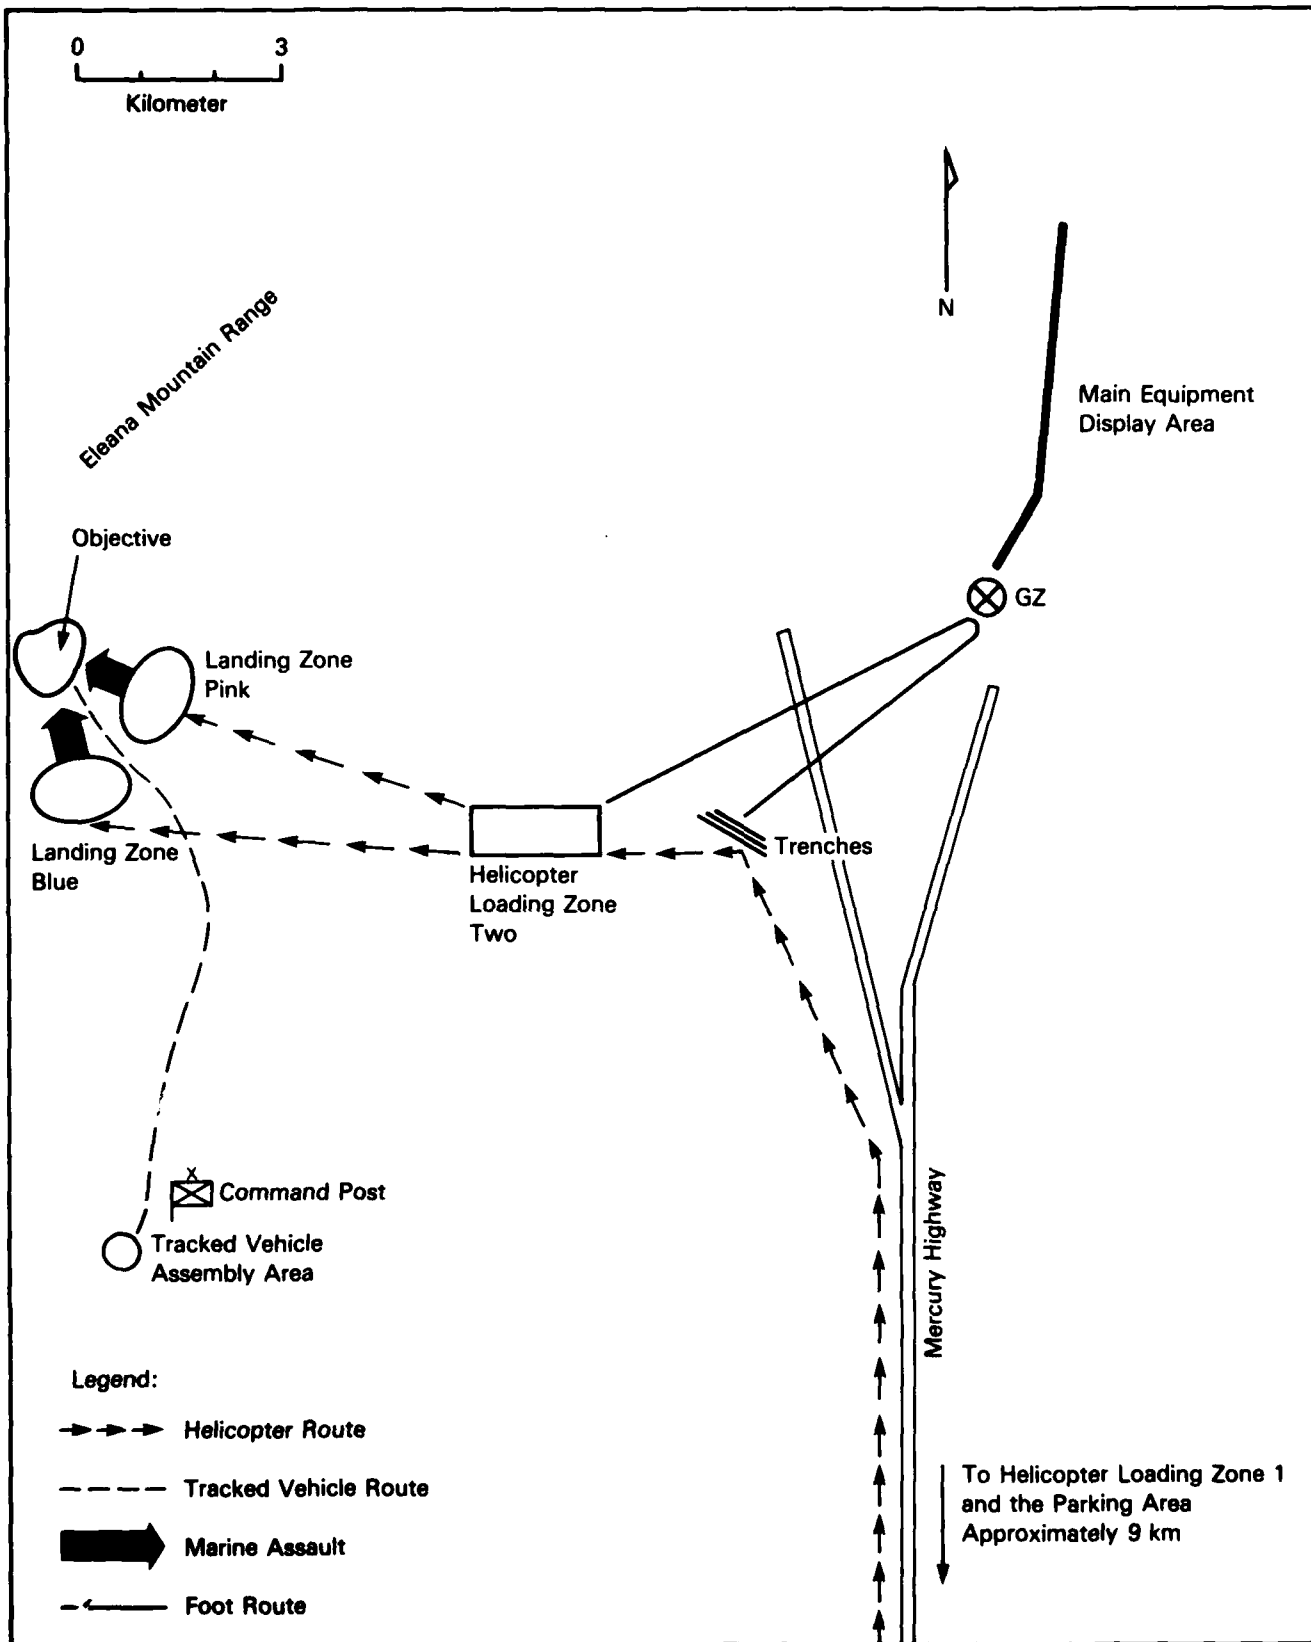 0 3
Kilometer
N
Eleana Mountain Range
Main Equipment
Display Area
Objective
GZ
Landing Zone
Pink
Landing Zone
Blue
Trenches
Helicopter
Loading Zone
Two
Command Post
Tracked Vehicle
Assembly Area
Mercury Highway
Legend:
Helicopter Route
Tracked Vehicle Route
Marine Assault
Foot Route
To Helicopter Loading Zone 1
and the Parking Area
Approximately 9 km